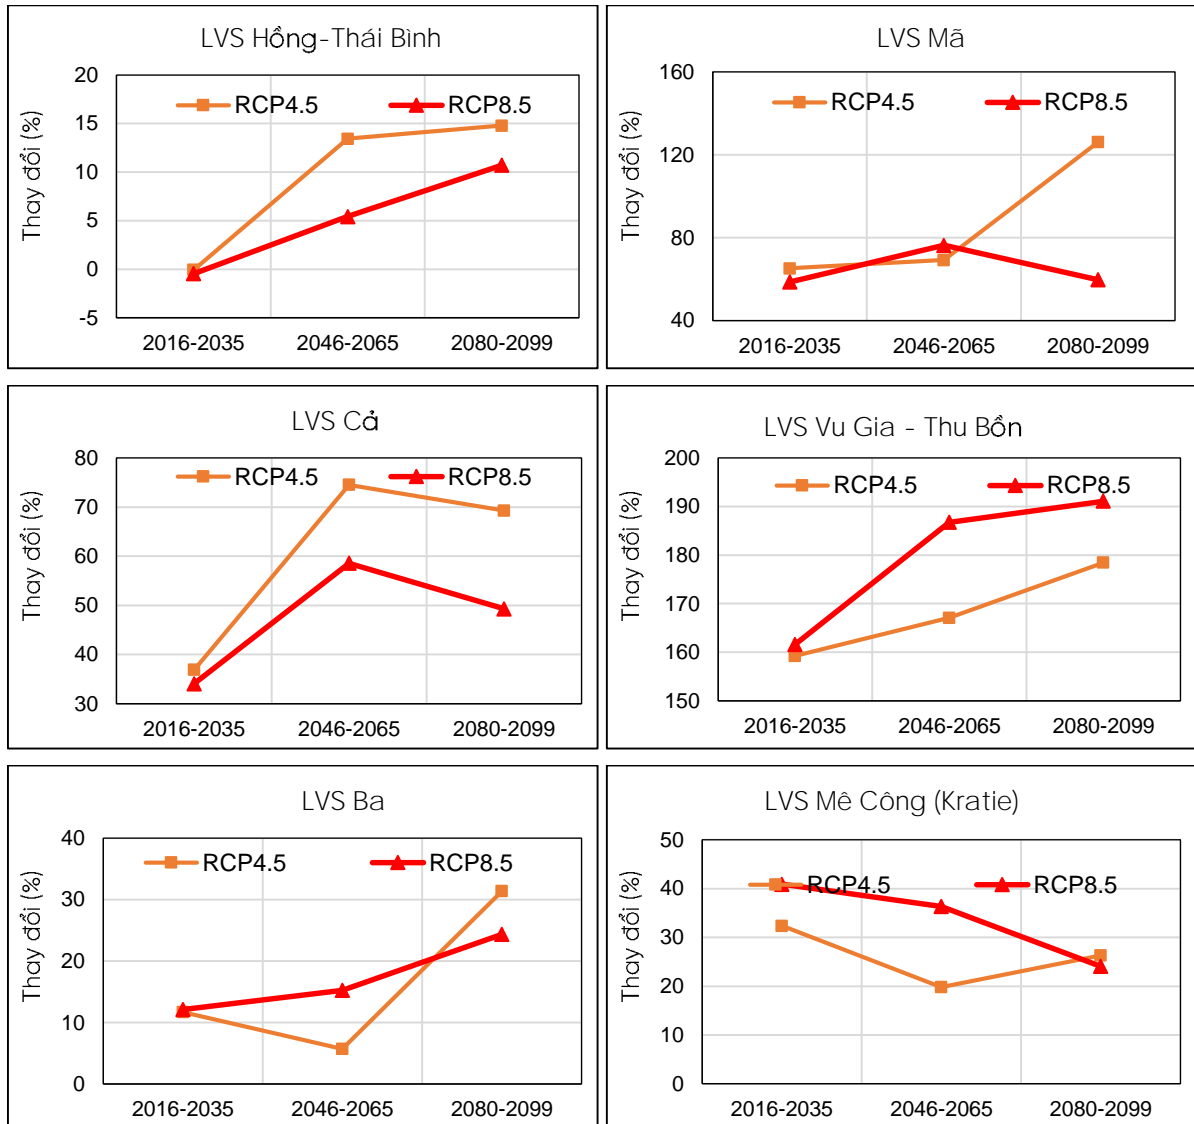 LVS Hồng-Thái Bình
Thay đổi (%)
20
15
10
5
0
-5
RCP4.5 RCP8.5
2016-2035 2046-2065 2080-2099
LVS Mã
Thay đổi (%)
160
120
80
40
RCP4.5 RCP8.5
2016-2035 2046-2065 2080-2099
LVS Cả
Thay đổi (%)
80
70
60
50
40
30
RCP4.5 RCP8.5
2016-2035 2046-2065 2080-2099
LVS Vu Gia - Thu Bồn
Thay đổi (%)
200
190
180
170
160
150
RCP4.5 RCP8.5
2016-2035 2046-2065 2080-2099
LVS Ba
Thay đổi (%)
40
30
20
10
0
RCP4.5 RCP8.5
2016-2035 2046-2065 2080-2099
LVS Mê Công (Kratie)
Thay đổi (%)
50
40
30
20
10
0
RCP4.5 RCP8.5
2016-2035 2046-2065 2080-2099